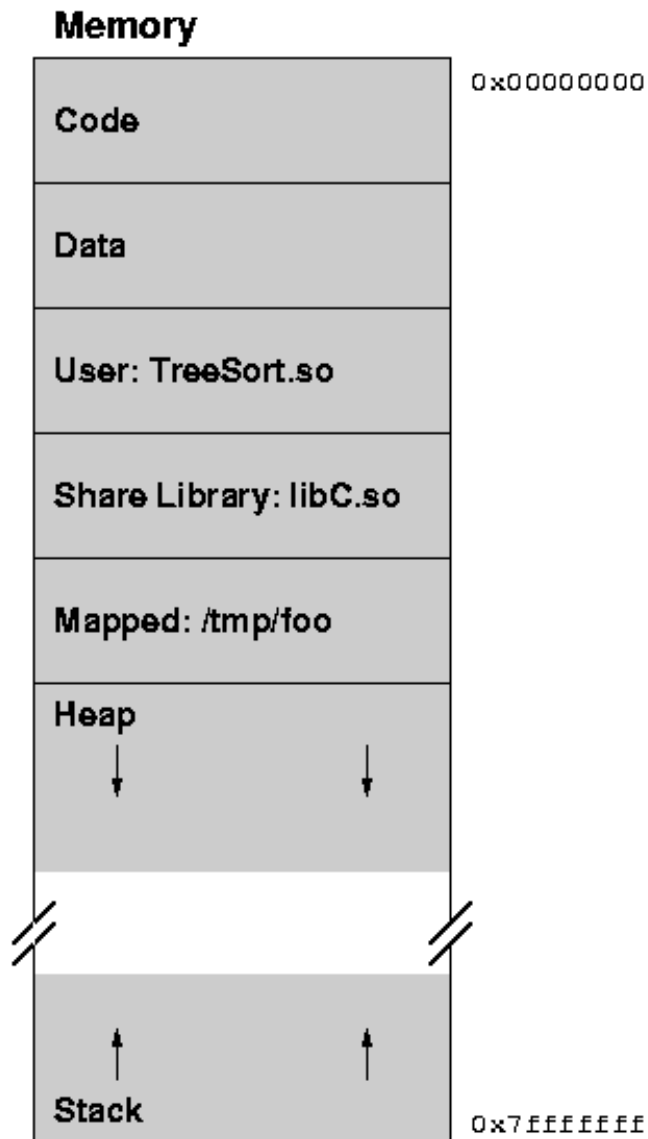 Memory
0x00000000
Code
Data
User: TreeSort.so
Share Library: libC.so
Mapped: /tmp/foo
Heap
Stack
0x7fffffff